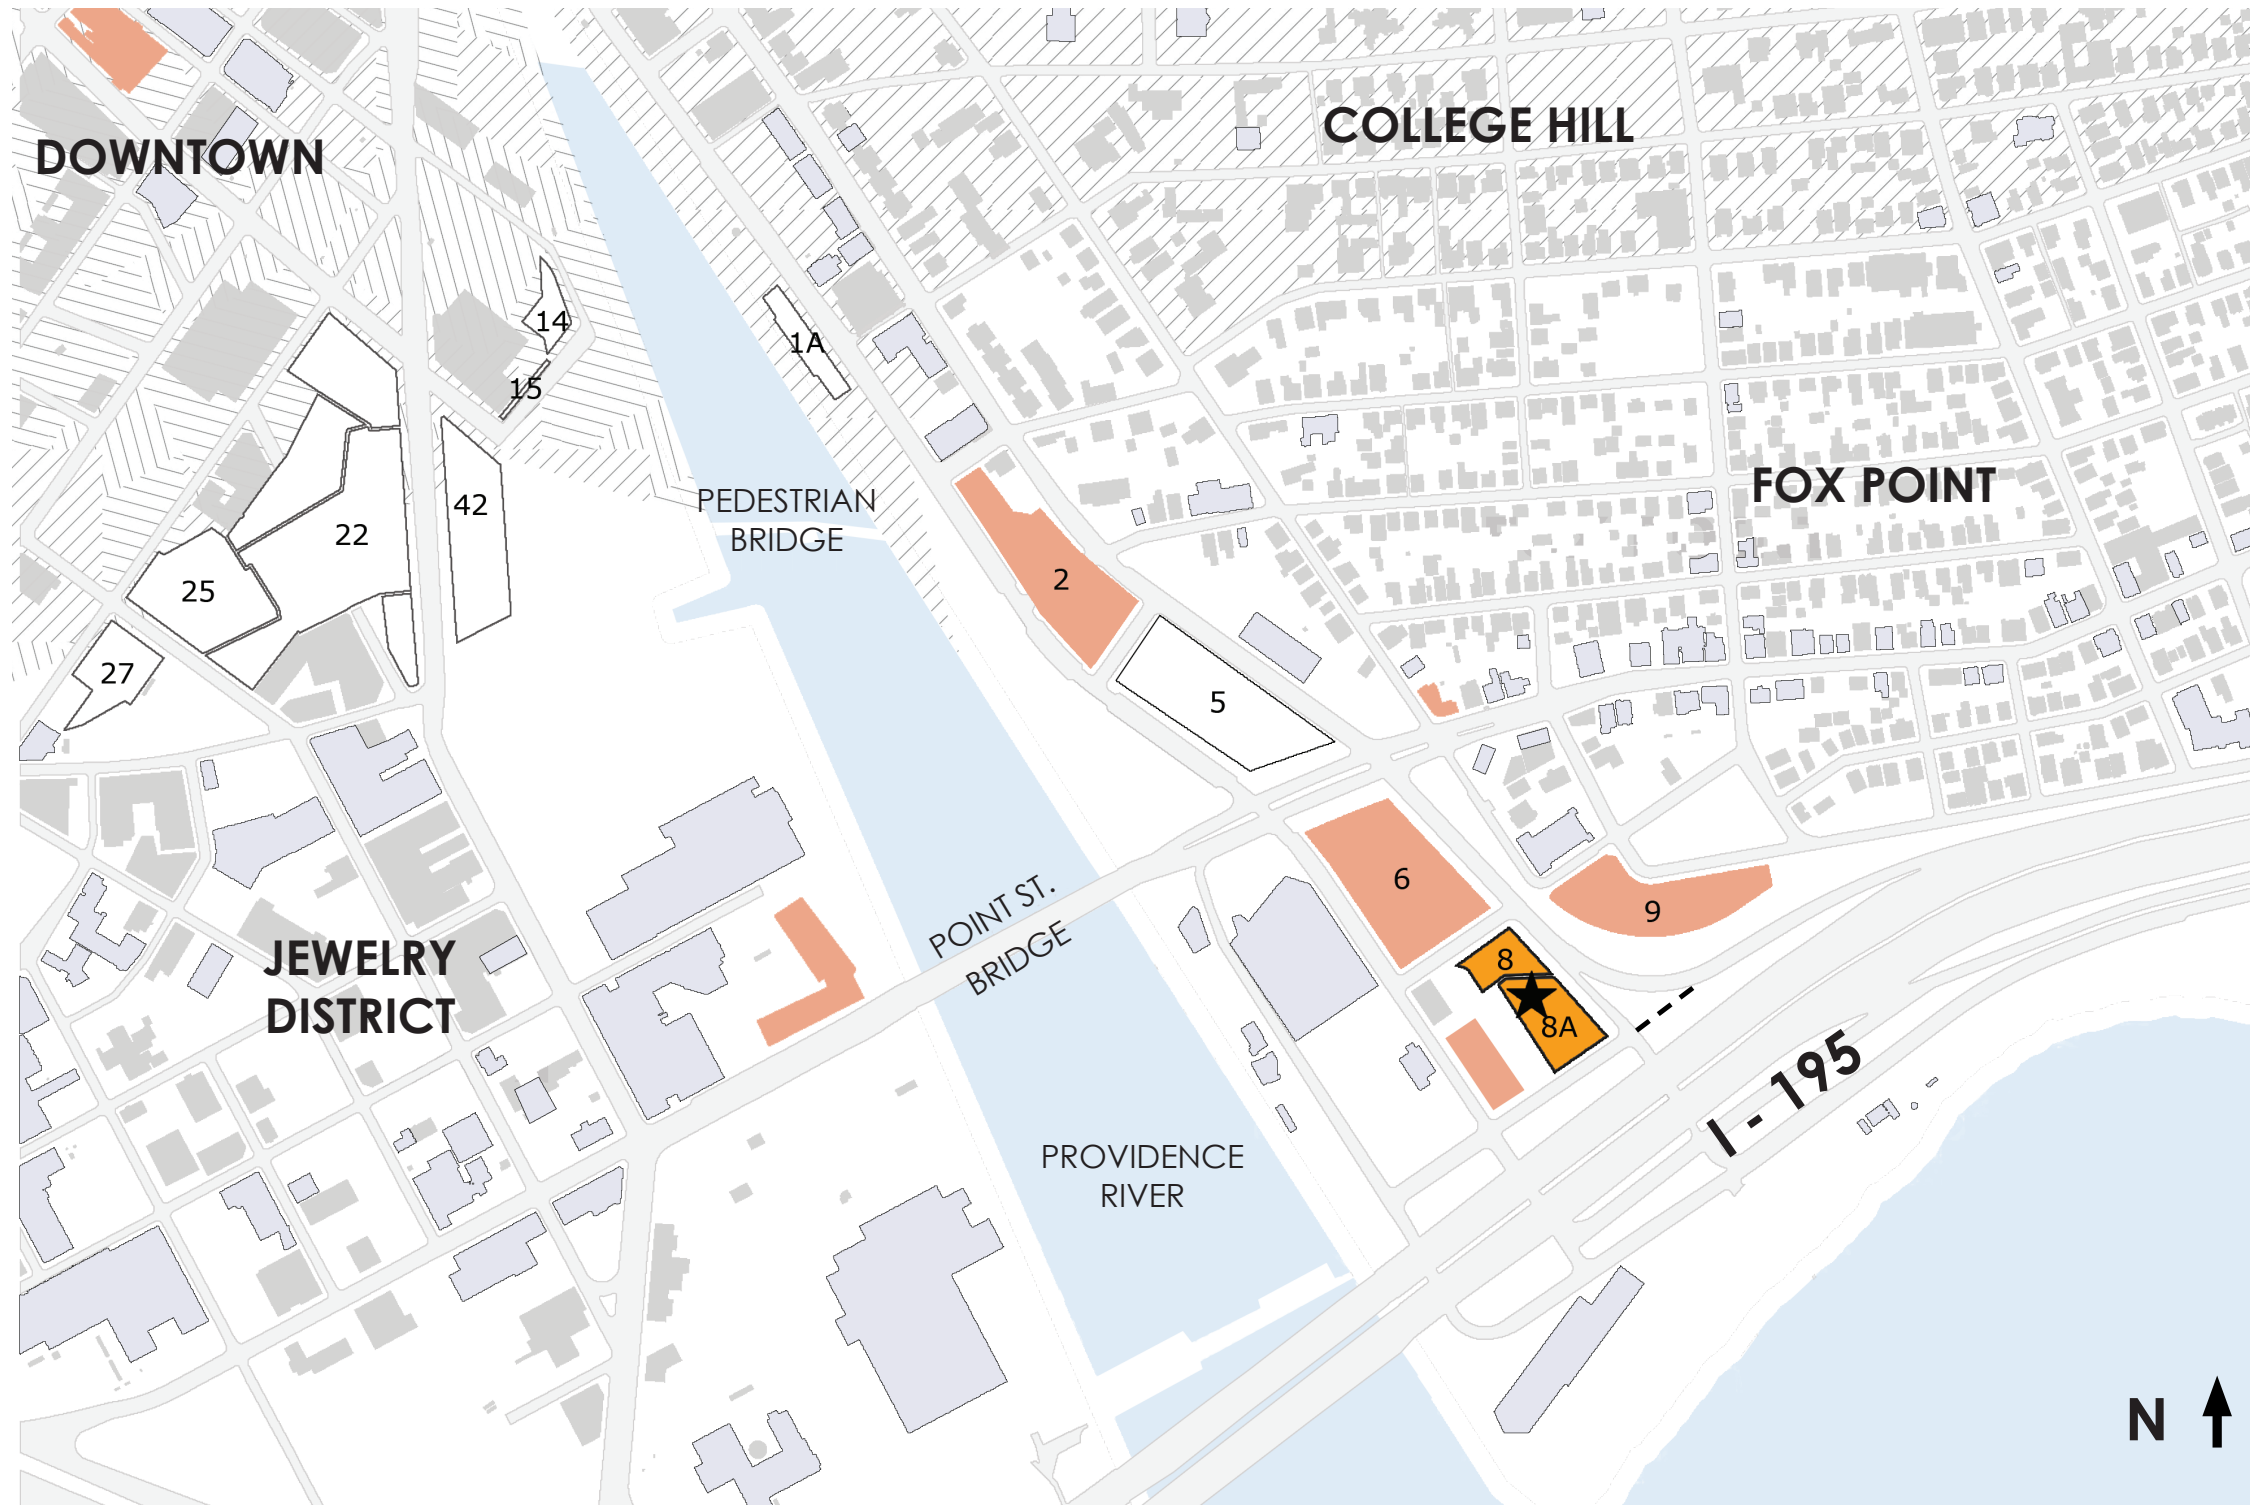 COLLEGE HILL
DOWNTOWN
14
1A
15
42
PEDESTRIAN
BRIDGE
FOX POINT
22
25
2
27
5
6
POINT ST.
BRIDGE
9
JEWELRY
DISTRICT
8
8A
I - 195
PROVIDENCE
RIVER
N